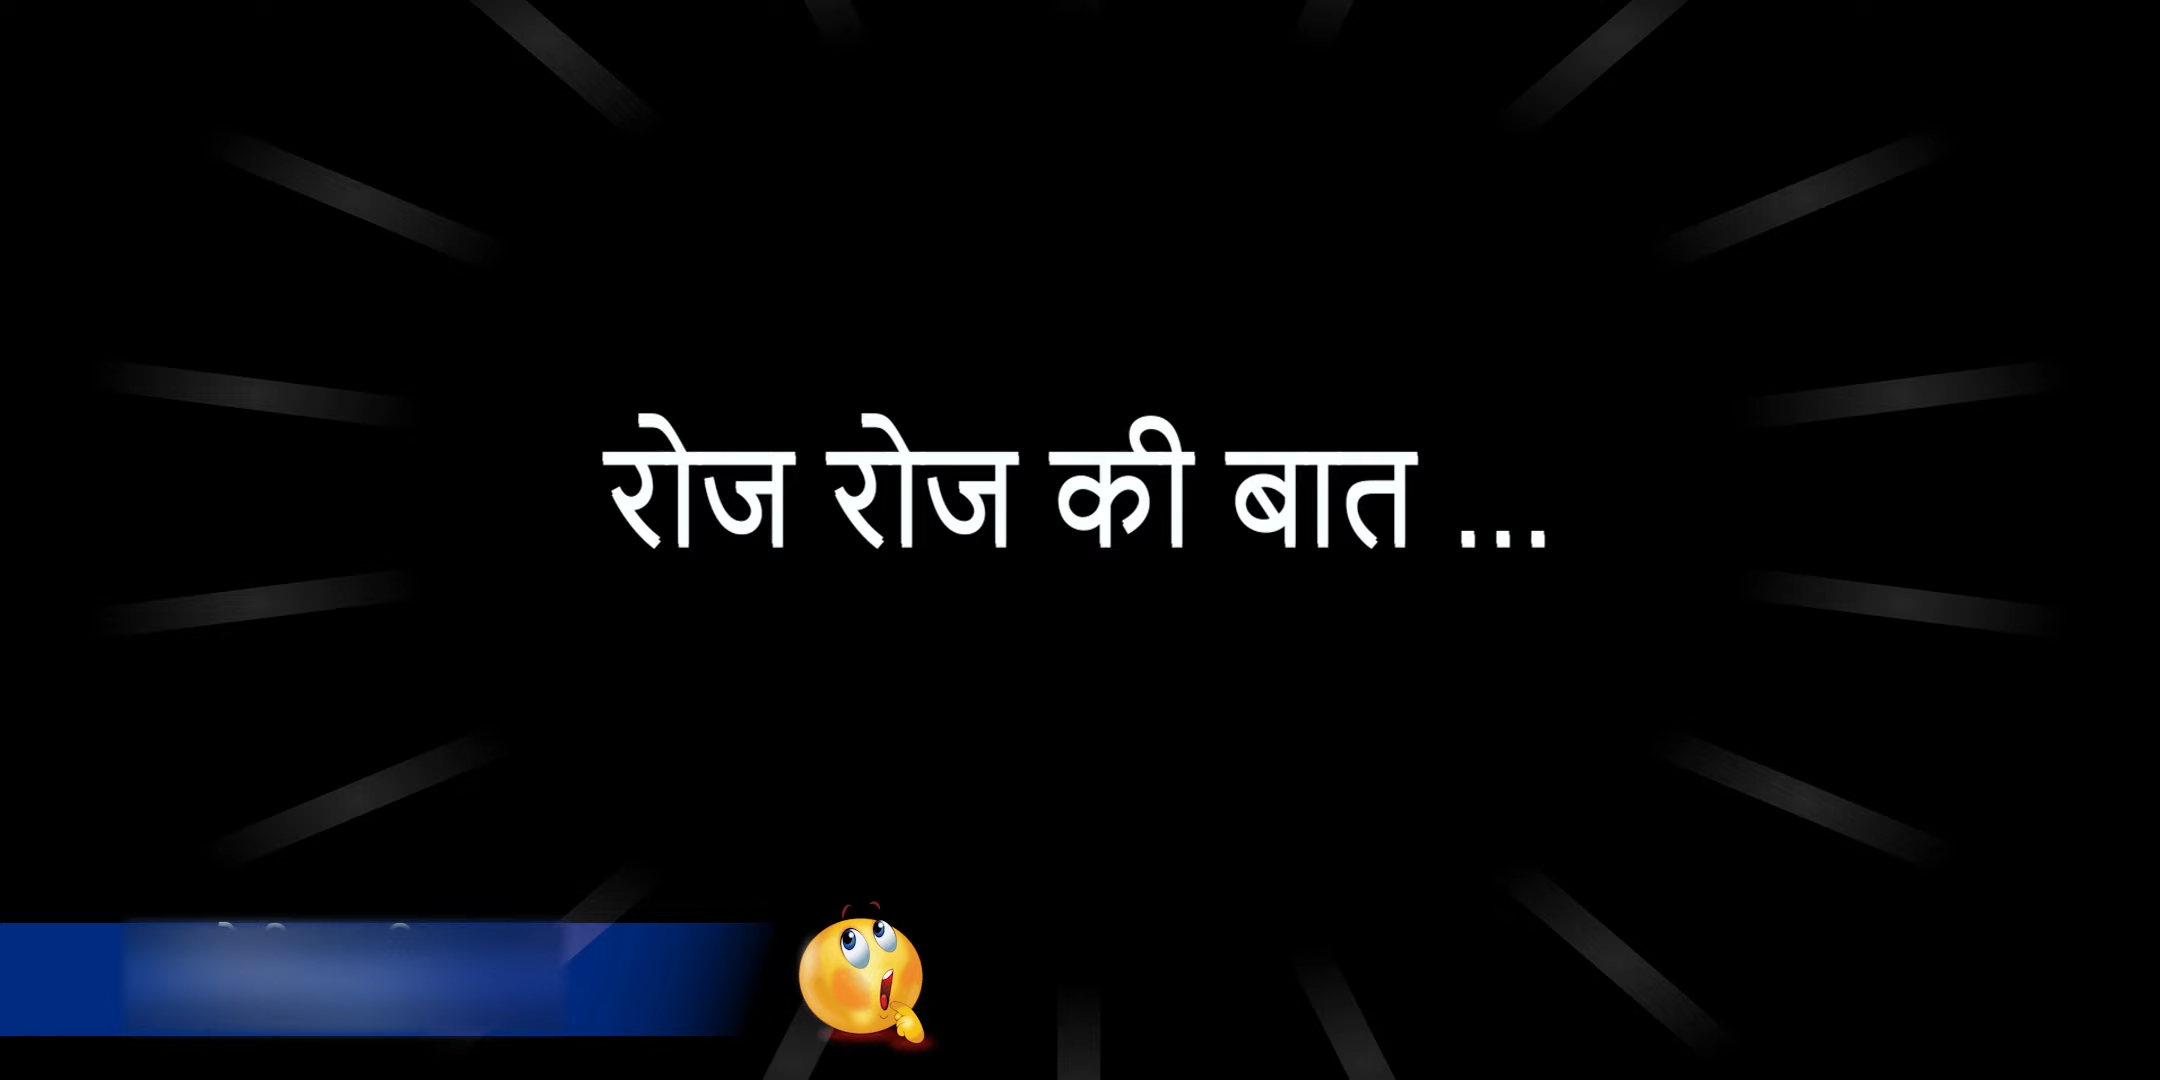 रोज रोज की बात ...